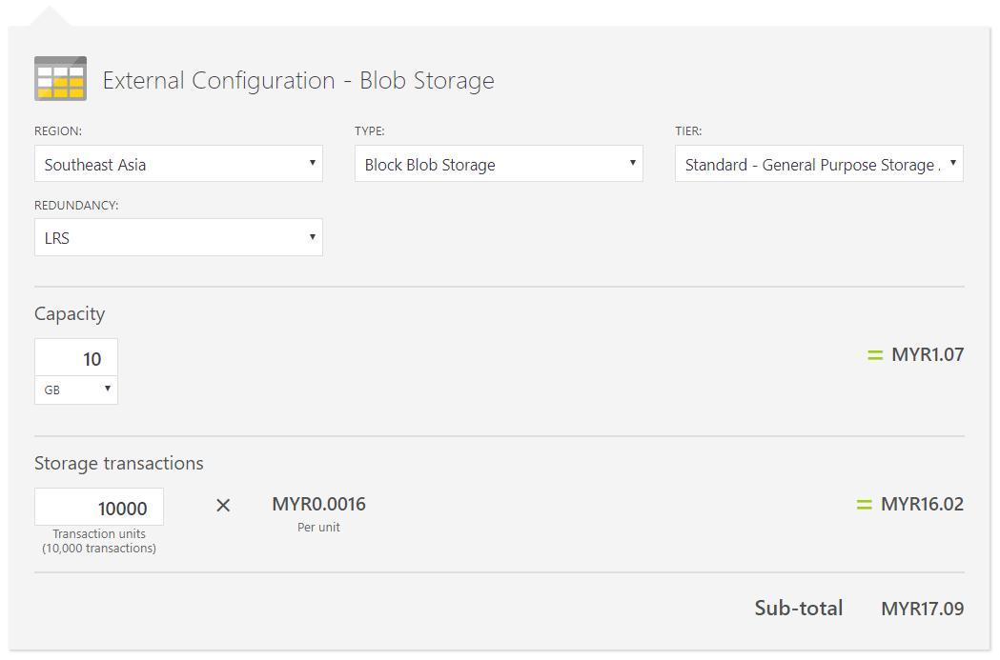 External Configuration - Blob Storage
REGION: TYPE: TIER:
Southeast Asia Block Blob Storage Standard - General Purpose Storage
REDUNDANCY:
LRS
Capacity
10
GB
= MYR1.07
Storage transactions
10000 × MYR0.0016 = MYR16.02
Transaction units Per unit
(10,000 transactions)
Sub-total MYR17.09